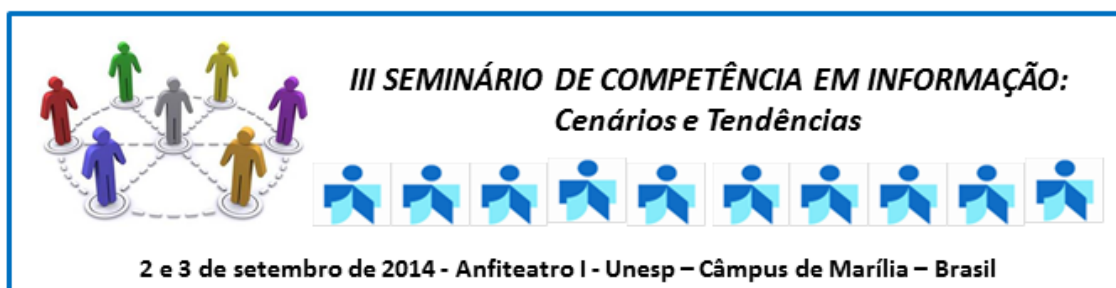 III SEMINÁRIO DE COMPETÊNCIA EM INFORMAÇÃO:
Cenários e Tendências
2 e 3 de setembro de 2014 - Anfiteatro I - Unesp – Câmpus de Marília – Brasil